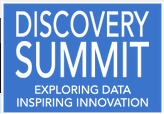 DISCOVERY
SUMMIT
EXPLORING DATA
INSPIRING INNOVATION